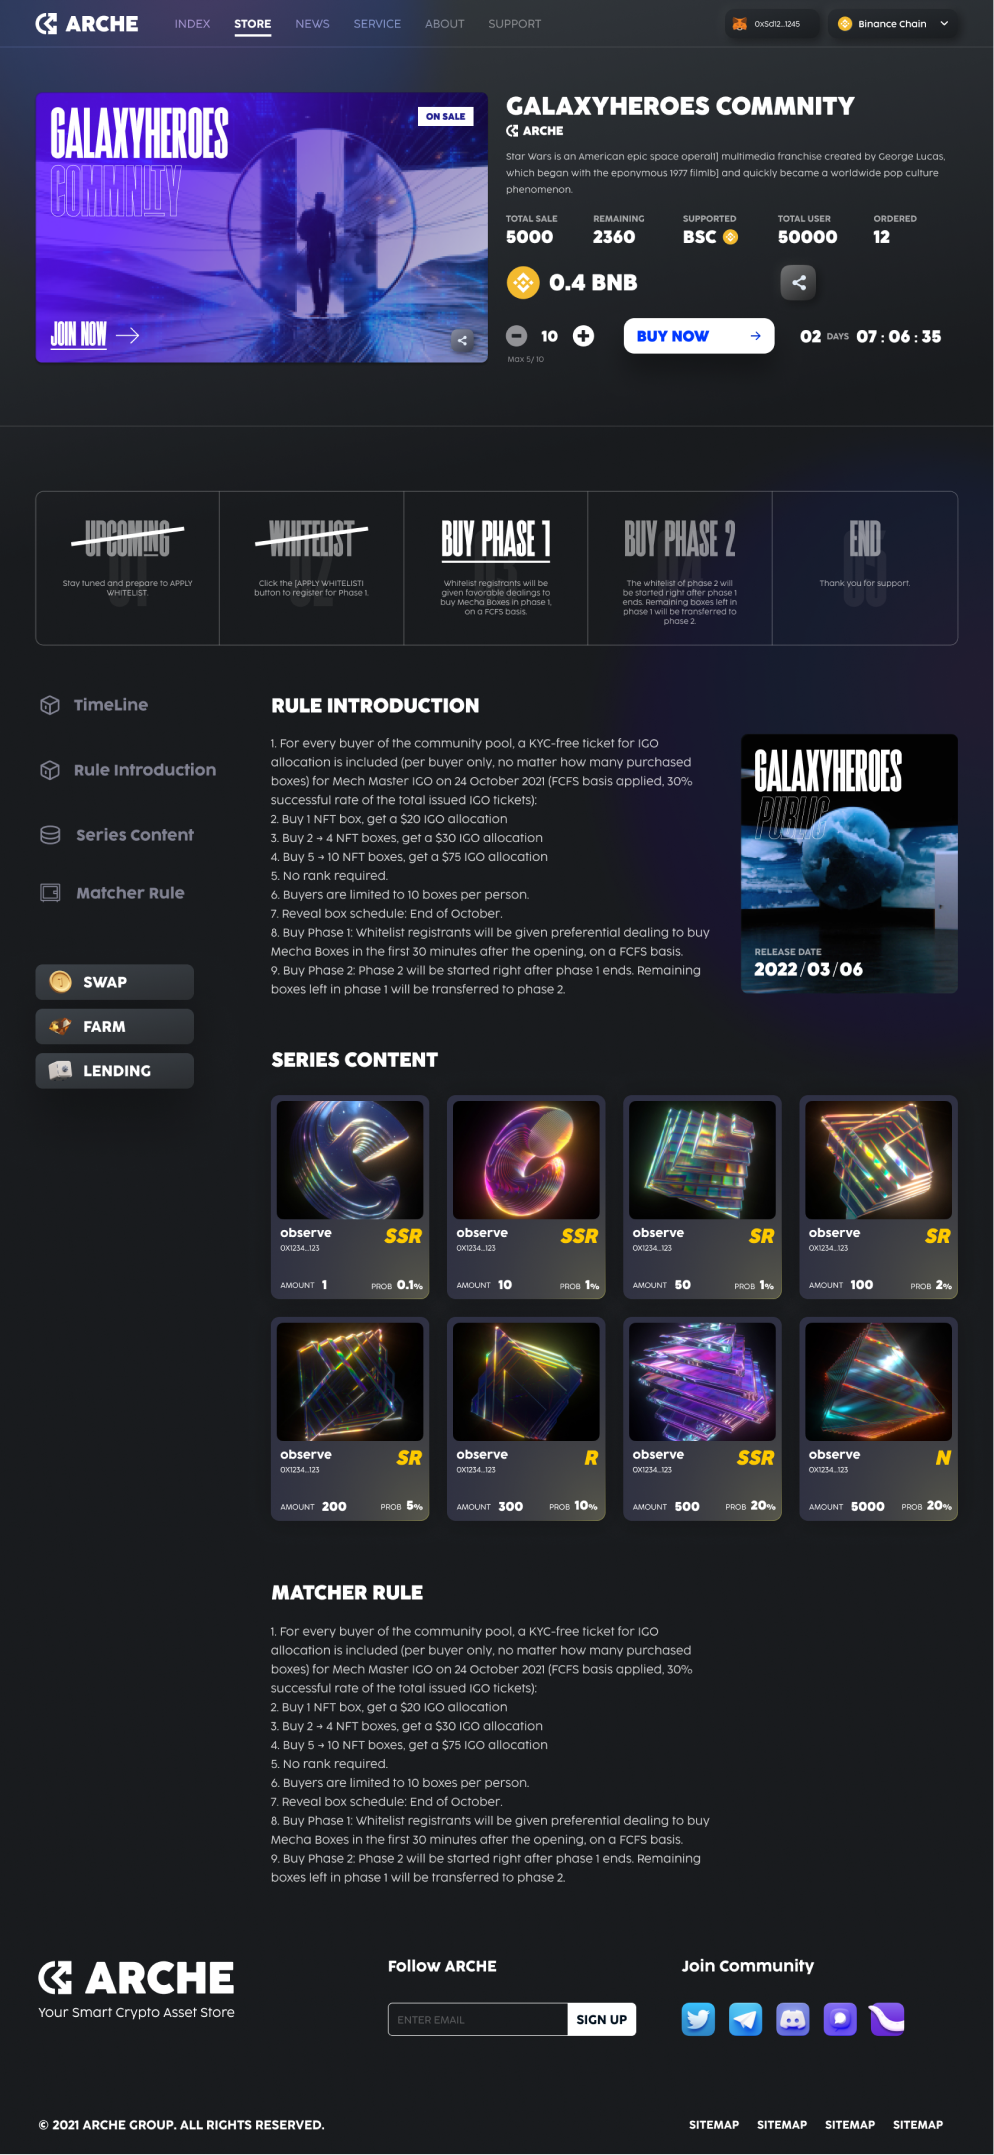 ARCHE
INDEX STORE NEWS SERVICE ABOUT SUPPORT
0x5d12...1245
Binance Chain
GALAXYHEROES
COMMNITY
ON SALE
JOIN NOW
GALAXYHEROES COMMNITY
ARCHE
Star Wars is an American epic space operal1] multimedia franchise created by George Lucas,
which began with the eponymous 1977 filmlb] and quickly became a worldwide pop culture
phenomenon.
TOTAL SALE REMAINING SUPPORTED TOTAL USER ORDERED
5000 2360 BSC 50000 12
0.4 BNB
10
Max 5/ 10
BUY NOW
02 DAYS 07 : 06 : 35
UPCOMING
01
Stay tuned and prepare to APPLY
WHITELIST.
WHITELIST
02
Click the [APPLY WHITELIST]
button to register for Phase 1.
BUY PHASE 1
03
Whitelist registrants will be
given favorable dealings to
buy Mecha Boxes in phase 1,
on a FCFS basis.
BUY PHASE 2
04
The whitelist of phase 2 will
be started right after phase 1
ends. Remaining boxes left in
phase 1 will be transferred to
phase 2.
END
05
Thank you for support.
TimeLine
Rule Introduction
Series Content
Matcher Rule
SWAP
FARM
LENDING
RULE INTRODUCTION
1. For every buyer of the community pool, a KYC-free ticket for IGO
allocation is included (per buyer only, no matter how many purchased
boxes) for Mech Master IGO on 24 October 2021 (FCFS basis applied, 30%
successful rate of the total issued IGO tickets):
2. Buy 1 NFT box, get a $20 IGO allocation
3. Buy 2 → 4 NFT boxes, get a $30 IGO allocation
4. Buy 5 → 10 NFT boxes, get a $75 IGO allocation
5. No rank required.
6. Buyers are limited to 10 boxes per person.
7. Reveal box schedule: End of October.
8. Buy Phase 1: Whitelist registrants will be given preferential dealing to buy
Mecha Boxes in the first 30 minutes after the opening, on a FCFS basis.
9. Buy Phase 2: Phase 2 will be started right after phase 1 ends. Remaining
boxes left in phase 1 will be transferred to phase 2.
GALAXYHEROES
PUBLIC
RELEASE DATE
2022/03/06
SERIES CONTENT
observe SSR
0X1234...123
AMOUNT 1 PROB 0.1%
observe SSR
0X1234...123
AMOUNT 10 PROB 1%
observe SR
0X1234...123
AMOUNT 50 PROB 1%
observe SR
0X1234...123
AMOUNT 100 PROB 2%
observe SR
0X1234...123
AMOUNT 200 PROB 5%
observe R
0X1234...123
AMOUNT 300 PROB 10%
observe SSR
0X1234...123
AMOUNT 500 PROB 20%
observe N
0X1234...123
AMOUNT 5000 PROB 20%
MATCHER RULE
1. For every buyer of the community pool, a KYC-free ticket for IGO
allocation is included (per buyer only, no matter how many purchased
boxes) for Mech Master IGO on 24 October 2021 (FCFS basis applied, 30%
successful rate of the total issued IGO tickets):
2. Buy 1 NFT box, get a $20 IGO allocation
3. Buy 2 → 4 NFT boxes, get a $30 IGO allocation
4. Buy 5 → 10 NFT boxes, get a $75 IGO allocation
5. No rank required.
6. Buyers are limited to 10 boxes per person.
7. Reveal box schedule: End of October.
8. Buy Phase 1: Whitelist registrants will be given preferential dealing to buy
Mecha Boxes in the first 30 minutes after the opening, on a FCFS basis.
9. Buy Phase 2: Phase 2 will be started right after phase 1 ends. Remaining
boxes left in phase 1 will be transferred to phase 2.
ARCHE
Your Smart Crypto Asset Store
Follow ARCHE
ENTER EMAIL
SIGN UP
Join Community
© 2021 ARCHE GROUP. ALL RIGHTS RESERVED.
SITEMAP SITEMAP SITEMAP SITEMAP